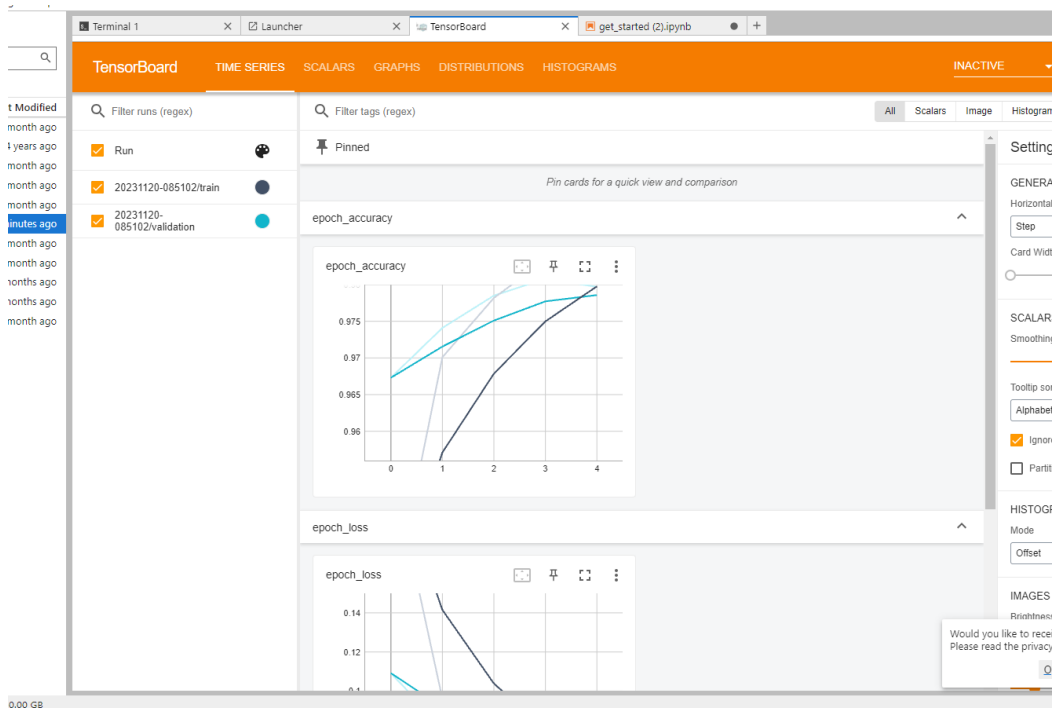 Terminal 1
Launcher
TensorBoard
get_started (2).ipynb
TensorBoard
TIME SERIES
SCALARS
GRAPHS
DISTRIBUTIONS
HISTOGRAMS
INACTIVE
t Modified
month ago
4 years ago
month ago
month ago
month ago
inutes ago
month ago
month ago
nonths ago
nonths ago
month ago
Filter runs (regex)
Run
20231120-085102/train
20231120-
085102/validation
Filter tags (regex)
All
Scalars
Image
Histogram
Pinned
Pin cards for a quick view and comparison
epoch_accuracy
epoch_accuracy
0.975
0.97
0.965
0.96
0 1 2 3 4
epoch_loss
epoch_loss
0.14
0.12
0.1
Setting
GENERA
Horizontal
Step
Card Widt
SCALARS
Smoothing
Tooltip sor
Alphabet
Ignore
Partit
HISTOGR
Mode
Offset
IMAGES
Brightness
Would you like to recei
Please read the privacy
O
0.00 GB